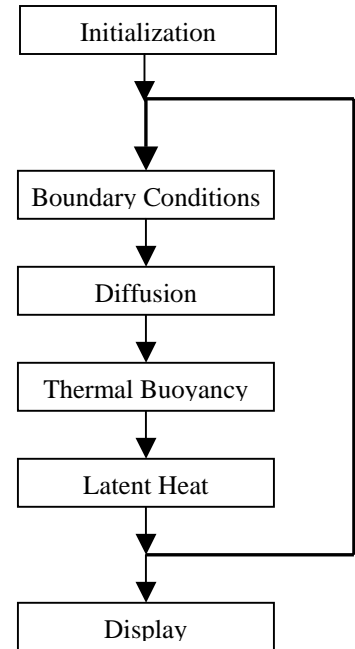 Initialization
Boundary Conditions
Diffusion
Thermal Buoyancy
Latent Heat
Display